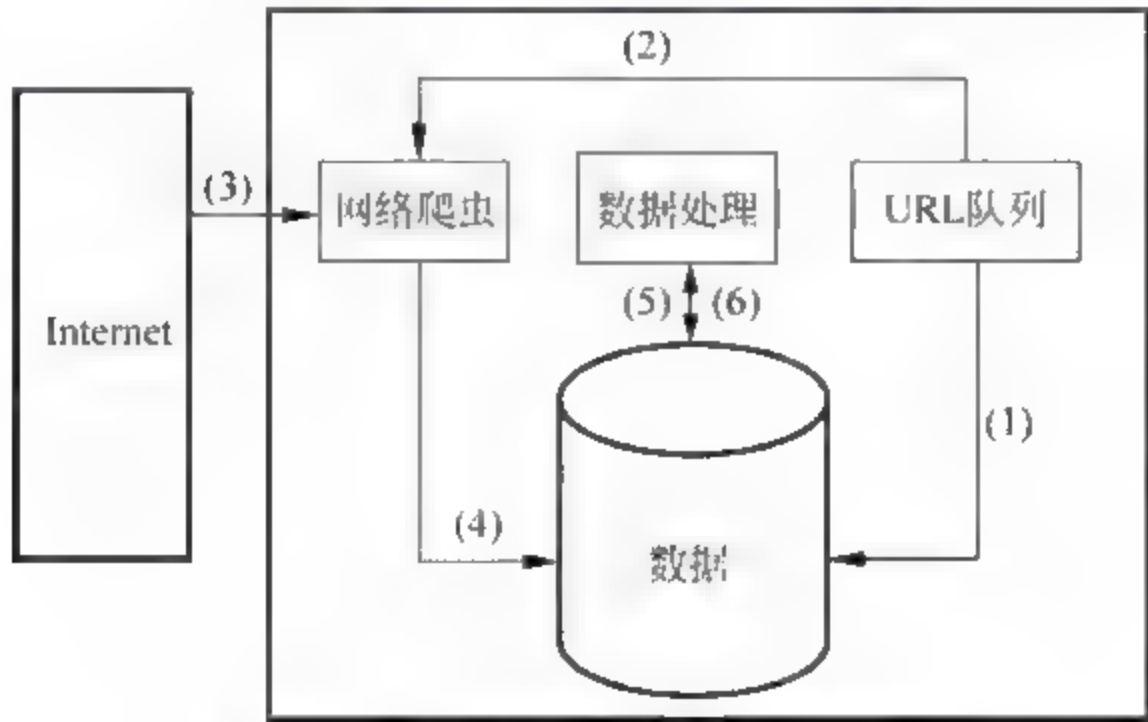 (2)
(3)
网络爬虫
数据处理
URL队列
(5)
(6)
Internet
(1)
(4)
数据